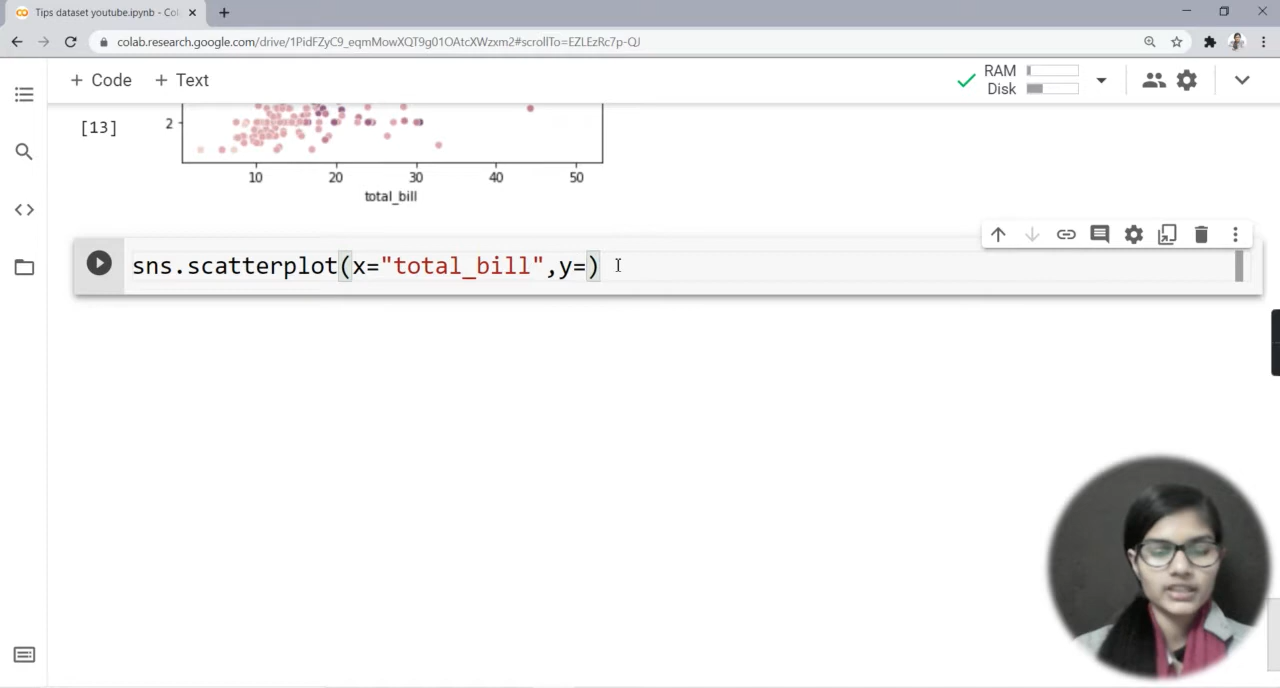 Tips dataset youtube.ipynb - Col
colab.research.google.com/drive/1PidFZyC9_eqmMowXQT9g01OAtcXWzxm2#scrollTo=EZLEzRc7p-QJ
+ Code + Text
RAM
Disk
[13]
2
10 20 30 40 50
total_bill
sns.scatterplot(x="total_bill",y=)